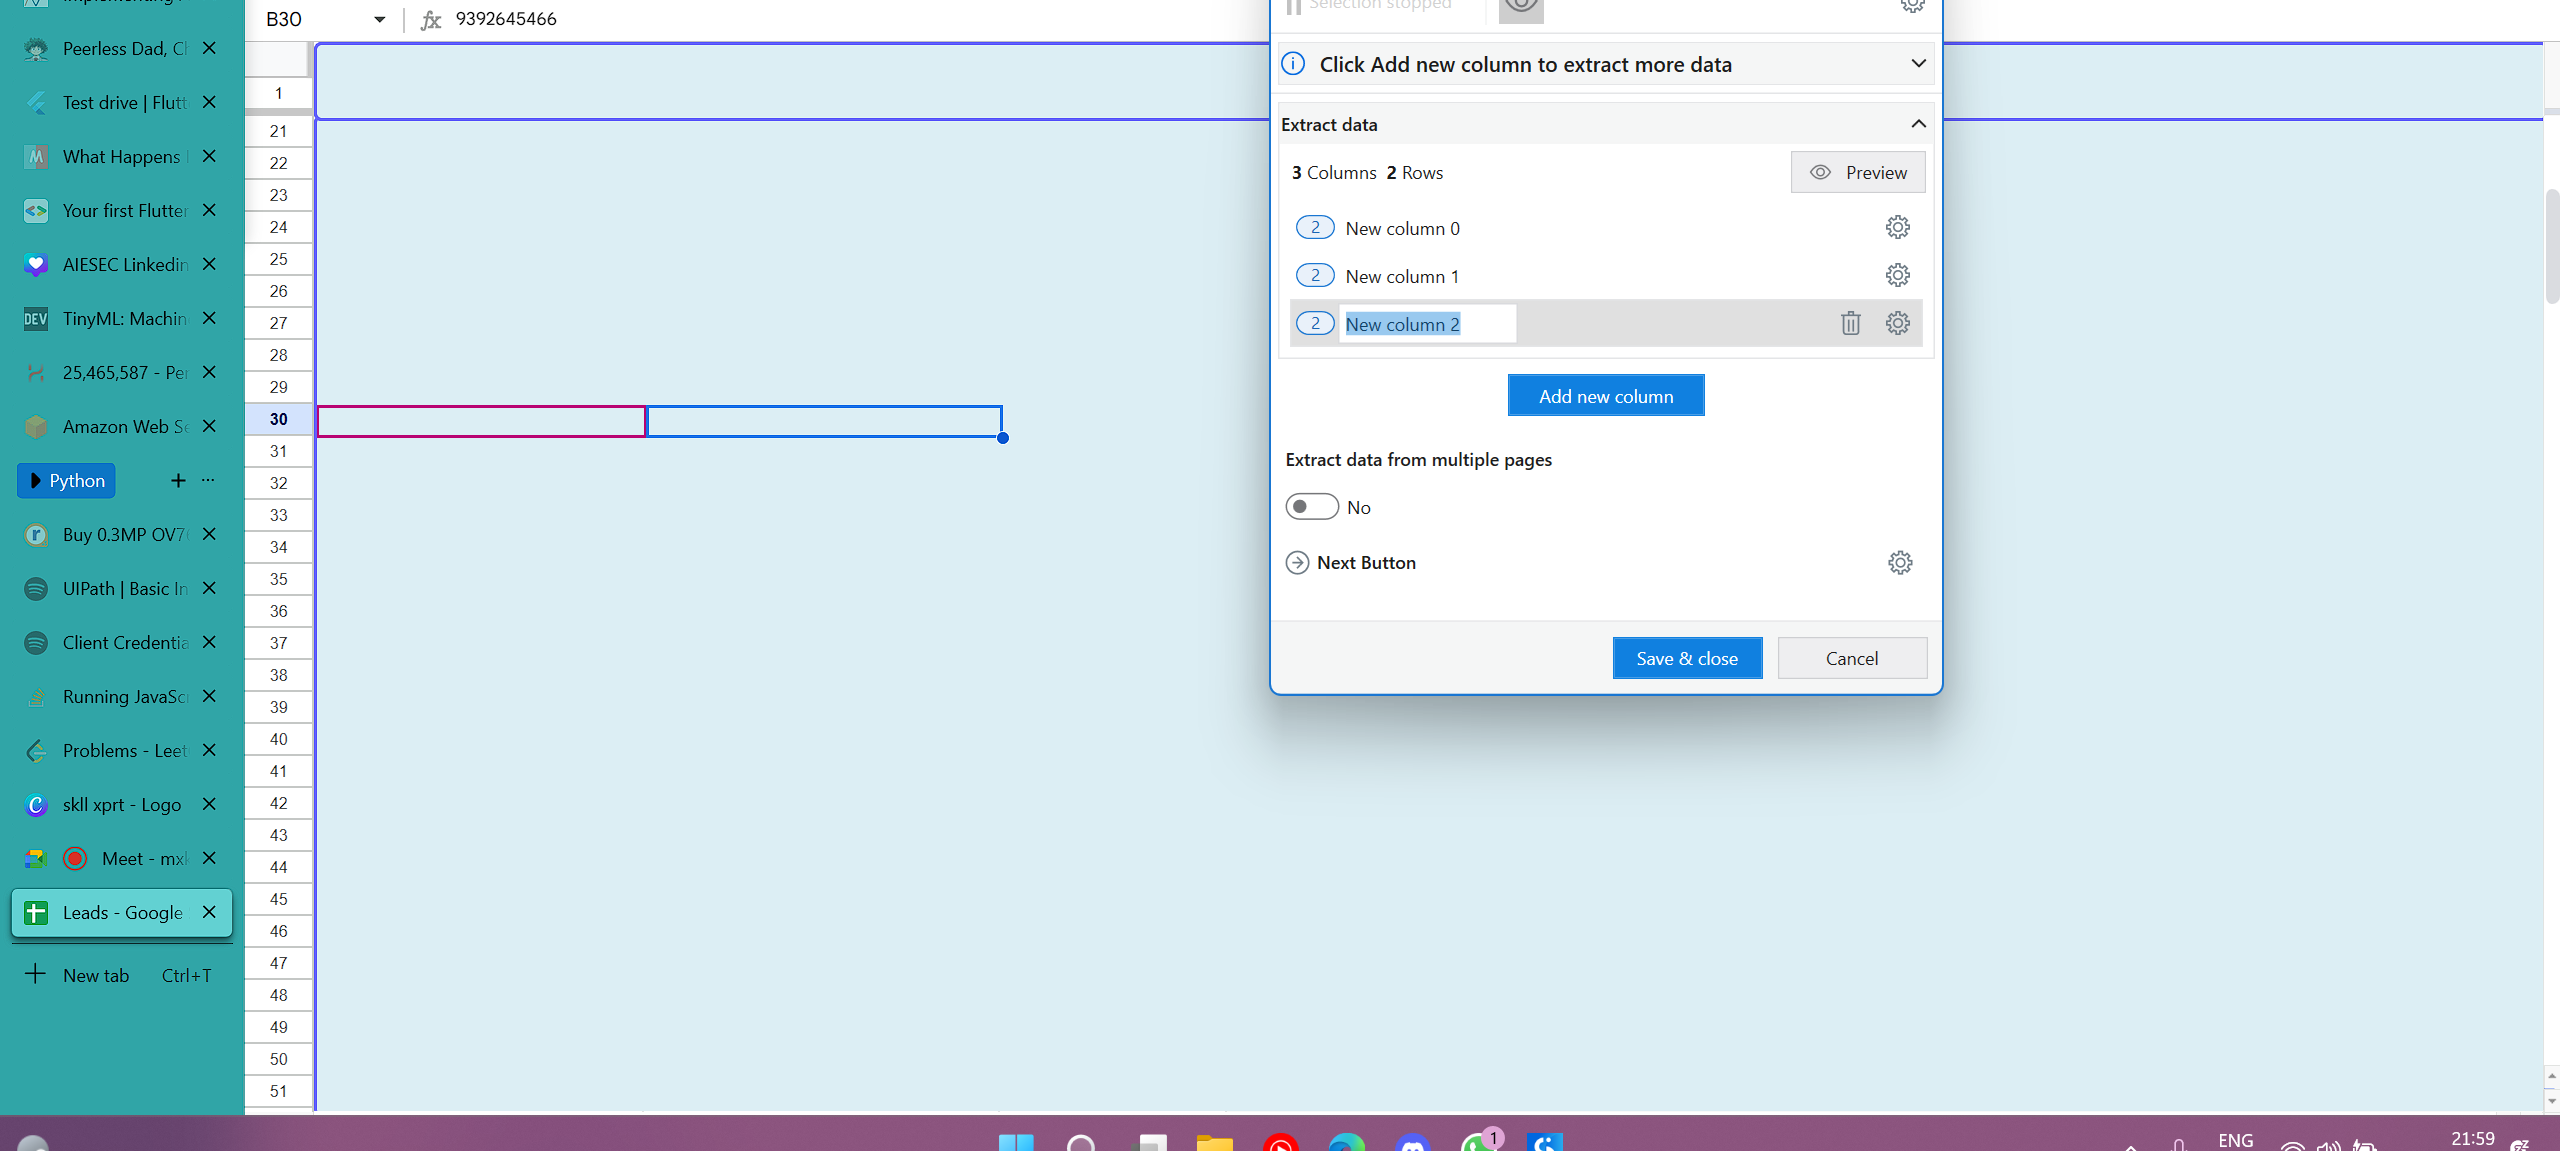 Peerless Dad, Ch
Test drive | Flutt
What Happens
Your first Flutter
AIESEC Linkedin
DEV TinyML: Machin
25,465,587 - Per
Amazon Web Se
Python
Buy 0.3MP OV7
UIPath | Basic In
Client Credentia
Running JavaSc
Problems - Leet
skll xprt - Logo
Meet - mx
Leads - Google
New tab Ctrl+T
B30 fx 9392645466
1
21
22
23
24
25
26
27
28
29
30
31
32
33
34
35
36
37
38
39
40
41
42
43
44
45
46
47
48
49
50
51
Selection stopped
Click Add new column to extract more data
Extract data
3 Columns 2 Rows Preview
2 New column 0
2 New column 1
2 New column 2
Add new column
Extract data from multiple pages
No
Next Button
Save & close Cancel
1 ENG 21:59